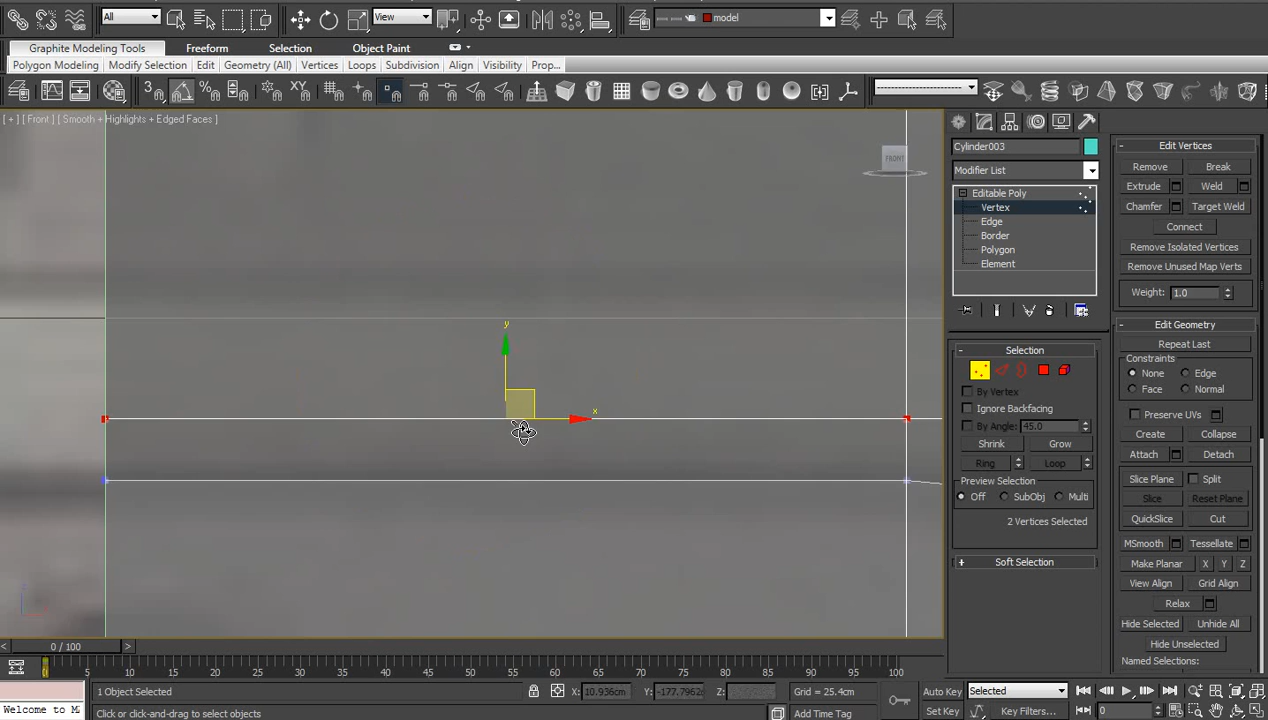 All View model
Graphite Modeling Tools Freeform Selection Object Paint
Polygon Modeling Modify Selection Edit Geometry (All) Vertices Loops Subdivision Align Visibility Prop...
3 % XY
[ + ] [ Front ] [ Smooth + Highlights + Edged Faces ]
FRONT
y
x
Cylinder003
Modifier List
Editable Poly
Vertex
Edge
Border
Polygon
Element
Selection
By Vertex
Ignore Backfacing
By Angle: 45.0
Shrink Grow
Ring Loop
Preview Selection
Off SubObj Multi
2 Vertices Selected
Soft Selection
Edit Vertices
Remove Break
Extrude Weld
Chamfer Target Weld
Connect
Remove Isolated Vertices
Remove Unused Map Verts
Weight: 1.0
Edit Geometry
Repeat Last
Constraints
None Edge
Face Normal
Preserve UVs
Create Collapse
Attach Detach
Slice Plane Split
Slice Reset Plane
QuickSlice Cut
MSmooth Tessellate
Make Planar X Y Z
View Align Grid Align
Relax
Hide Selected Unhide All
Hide Unselected
Named Selections:
0 / 100
5 10 15 20 25 30 35 40 45 50 55 60 65 70 75 80 85 90 95 100
1 Object Selected X: 10.936cm Y: -177.796 Z: Grid = 25.4cm Auto Key Selected
Welcome to M Click or click-and-drag to select objects Add Time Tag Set Key Key Filters... 0